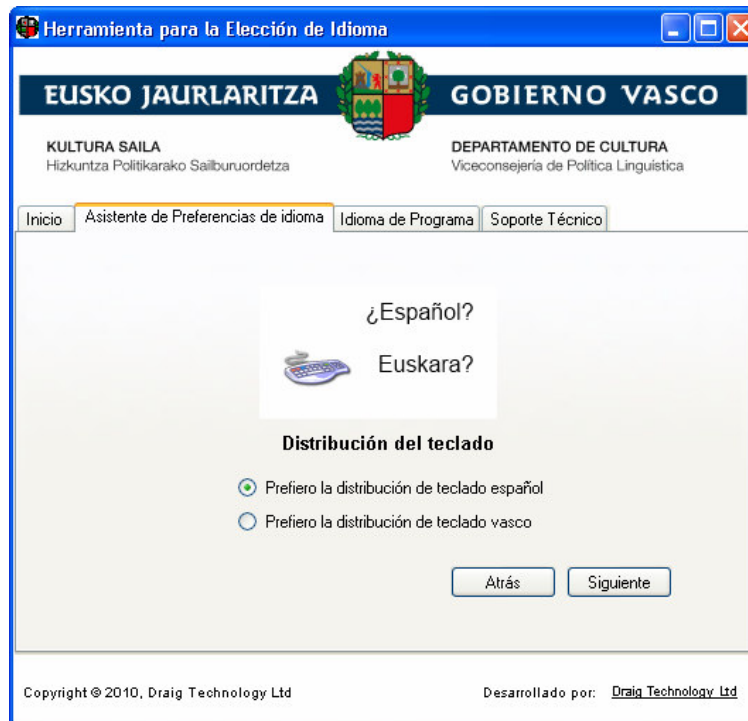 Herramienta para la Elección de Idioma
EUSKO JAURLARITZA
GOBIERNO VASCO
KULTURA SAILA
Hizkuntza Politikarako Sailburuordetza
DEPARTAMENTO DE CULTURA
Viceconsejería de Política Linguistica
Inicio
Asistente de Preferencias de idioma
Idioma de Programa
Soporte Técnico
¿Español?
Euskara?
Distribución del teclado
Prefiero la distribución de teclado español
Prefiero la distribución de teclado vasco
Atrás
Siguiente
Copyright © 2010, Draig Technology Ltd
Desarrollado por: Draig Technology Ltd